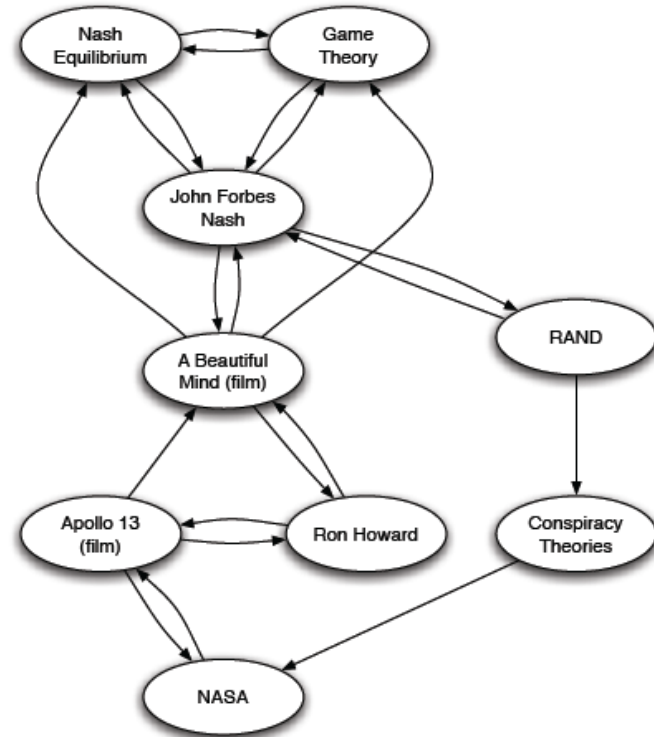 Nash
Equilibrium
Game
Theory
John Forbes
Nash
RAND
A Beautiful
Mind (film)
Apollo 13
(film)
Ron Howard
Conspiracy
Theories
NASA